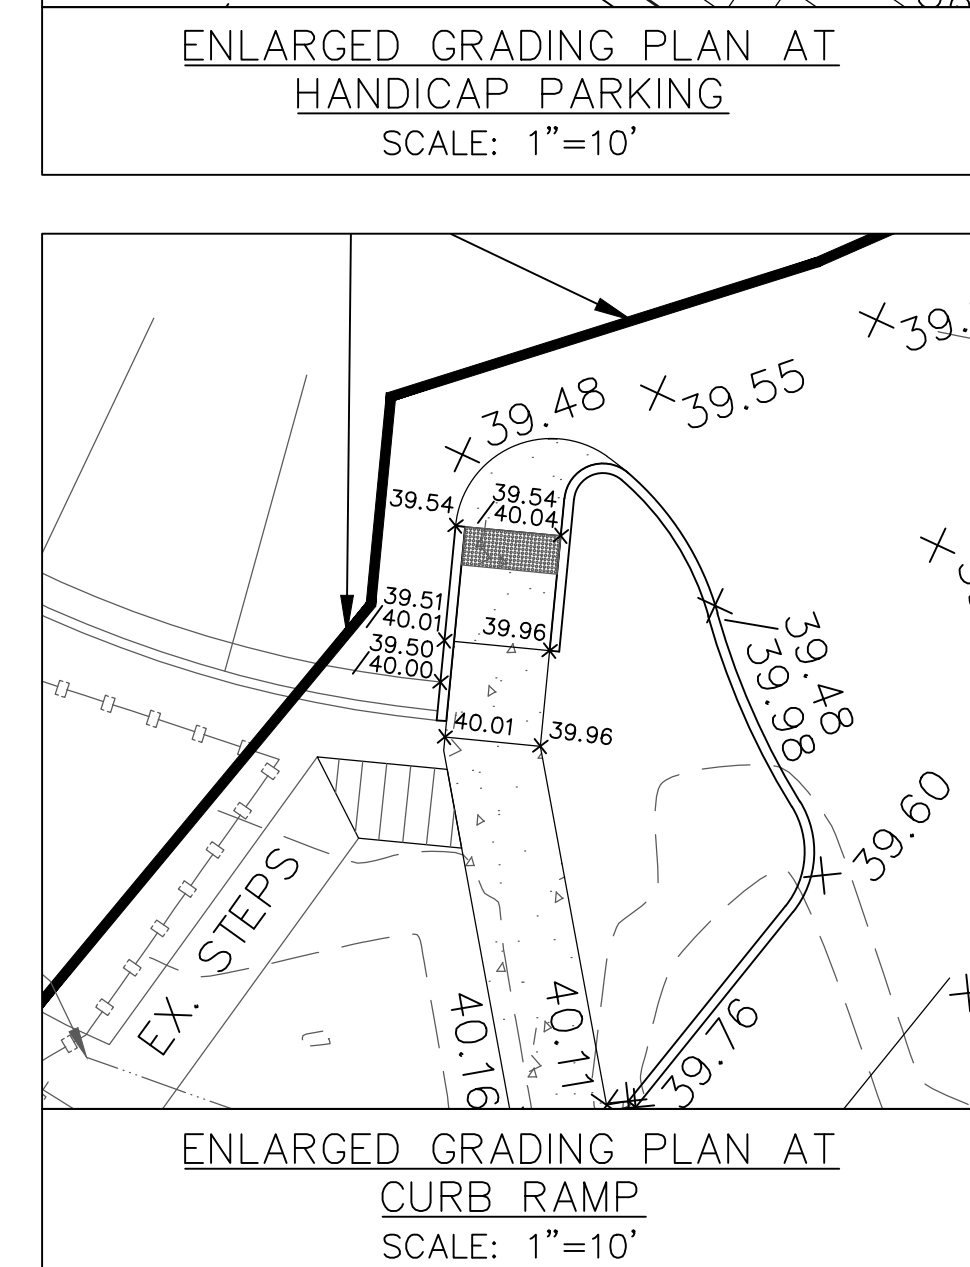 ENLARGED GRADING PLAN AT
HANDICAP PARKING
SCALE: 1"=10'
39.48
39.55
39.54
39.54
40.04
39.51
40.01
39.50
40.00
39.96
40.01
39.96
39.48
39.98
39.60
EX. STEPS
40.16
40.11
39.76
ENLARGED GRADING PLAN AT
CURB RAMP
SCALE: 1"=10'